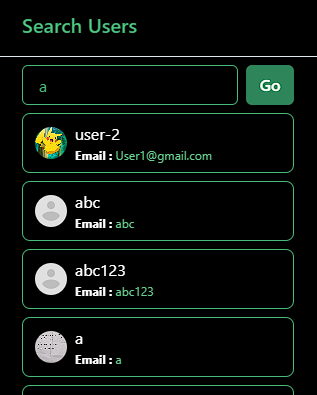 Search Users
a
Go
user-2
Email : User1@gmail.com
abc
Email : abc
abc123
Email : abc123
a
Email : a